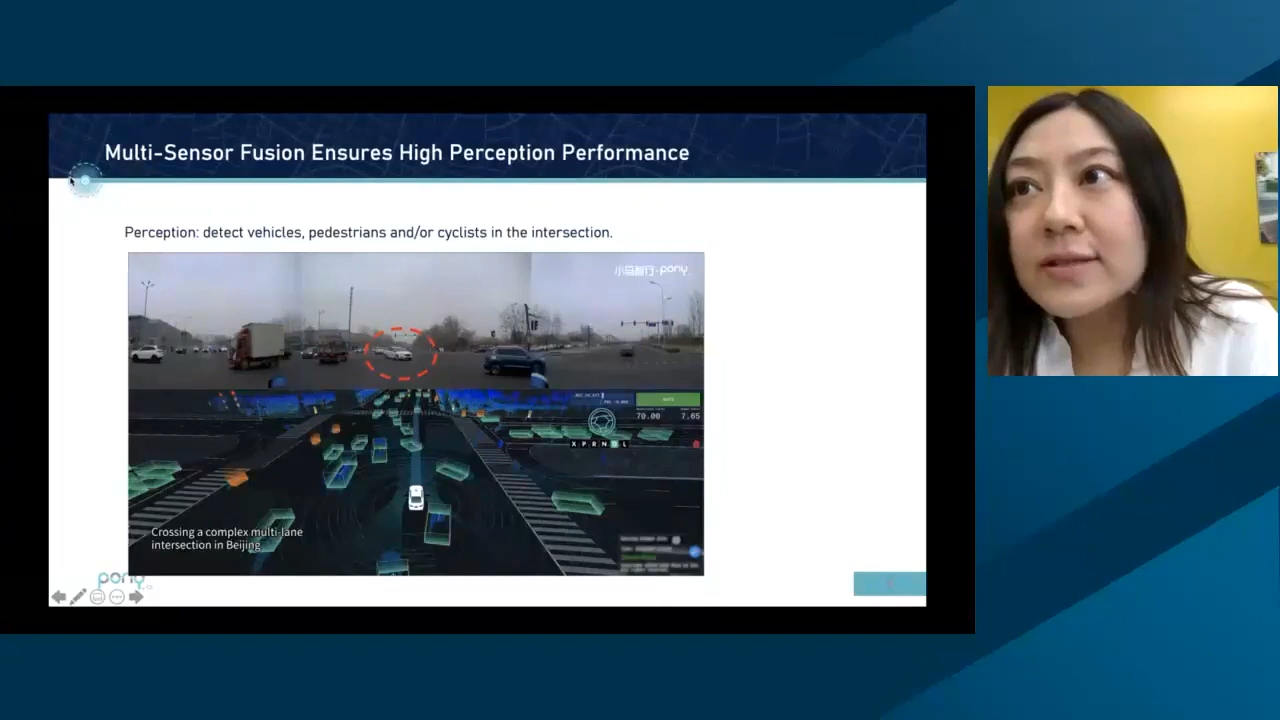 Multi-Sensor Fusion Ensures High Perception Performance
Perception: detect vehicles, pedestrians and/or cyclists in the intersection.
小马智行·pony
AUTO
70.00 7.65
X P R N D L
Crossing a complex multi-lane
intersection in Beijing
pony